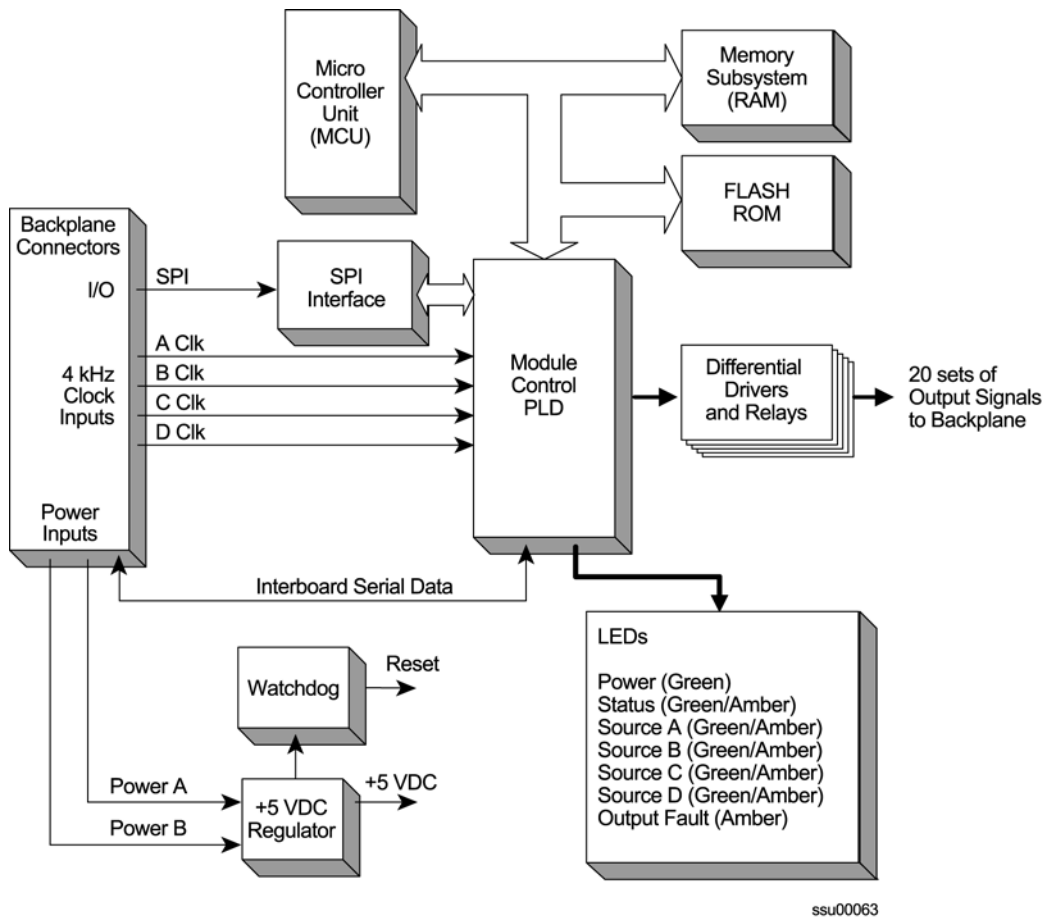 Micro
Controller
Unit
(MCU)
Memory
Subsystem
(RAM)
FLASH
ROM
Backplane
Connectors
I/O
4 kHz
Clock
Inputs
Power
Inputs
SPI
SPI
Interface
A Clk
B Clk
C Clk
D Clk
Module
Control
PLD
Differential
Drivers
and Relays
20 sets of
Output Signals
to Backplane
Interboard Serial Data
Watchdog
Reset
Power A
Power B
+5 VDC
Regulator
+5 VDC
LEDs
Power (Green)
Status (Green/Amber)
Source A (Green/Amber)
Source B (Green/Amber)
Source C (Green/Amber)
Source D (Green/Amber)
Output Fault (Amber)
ssu00063